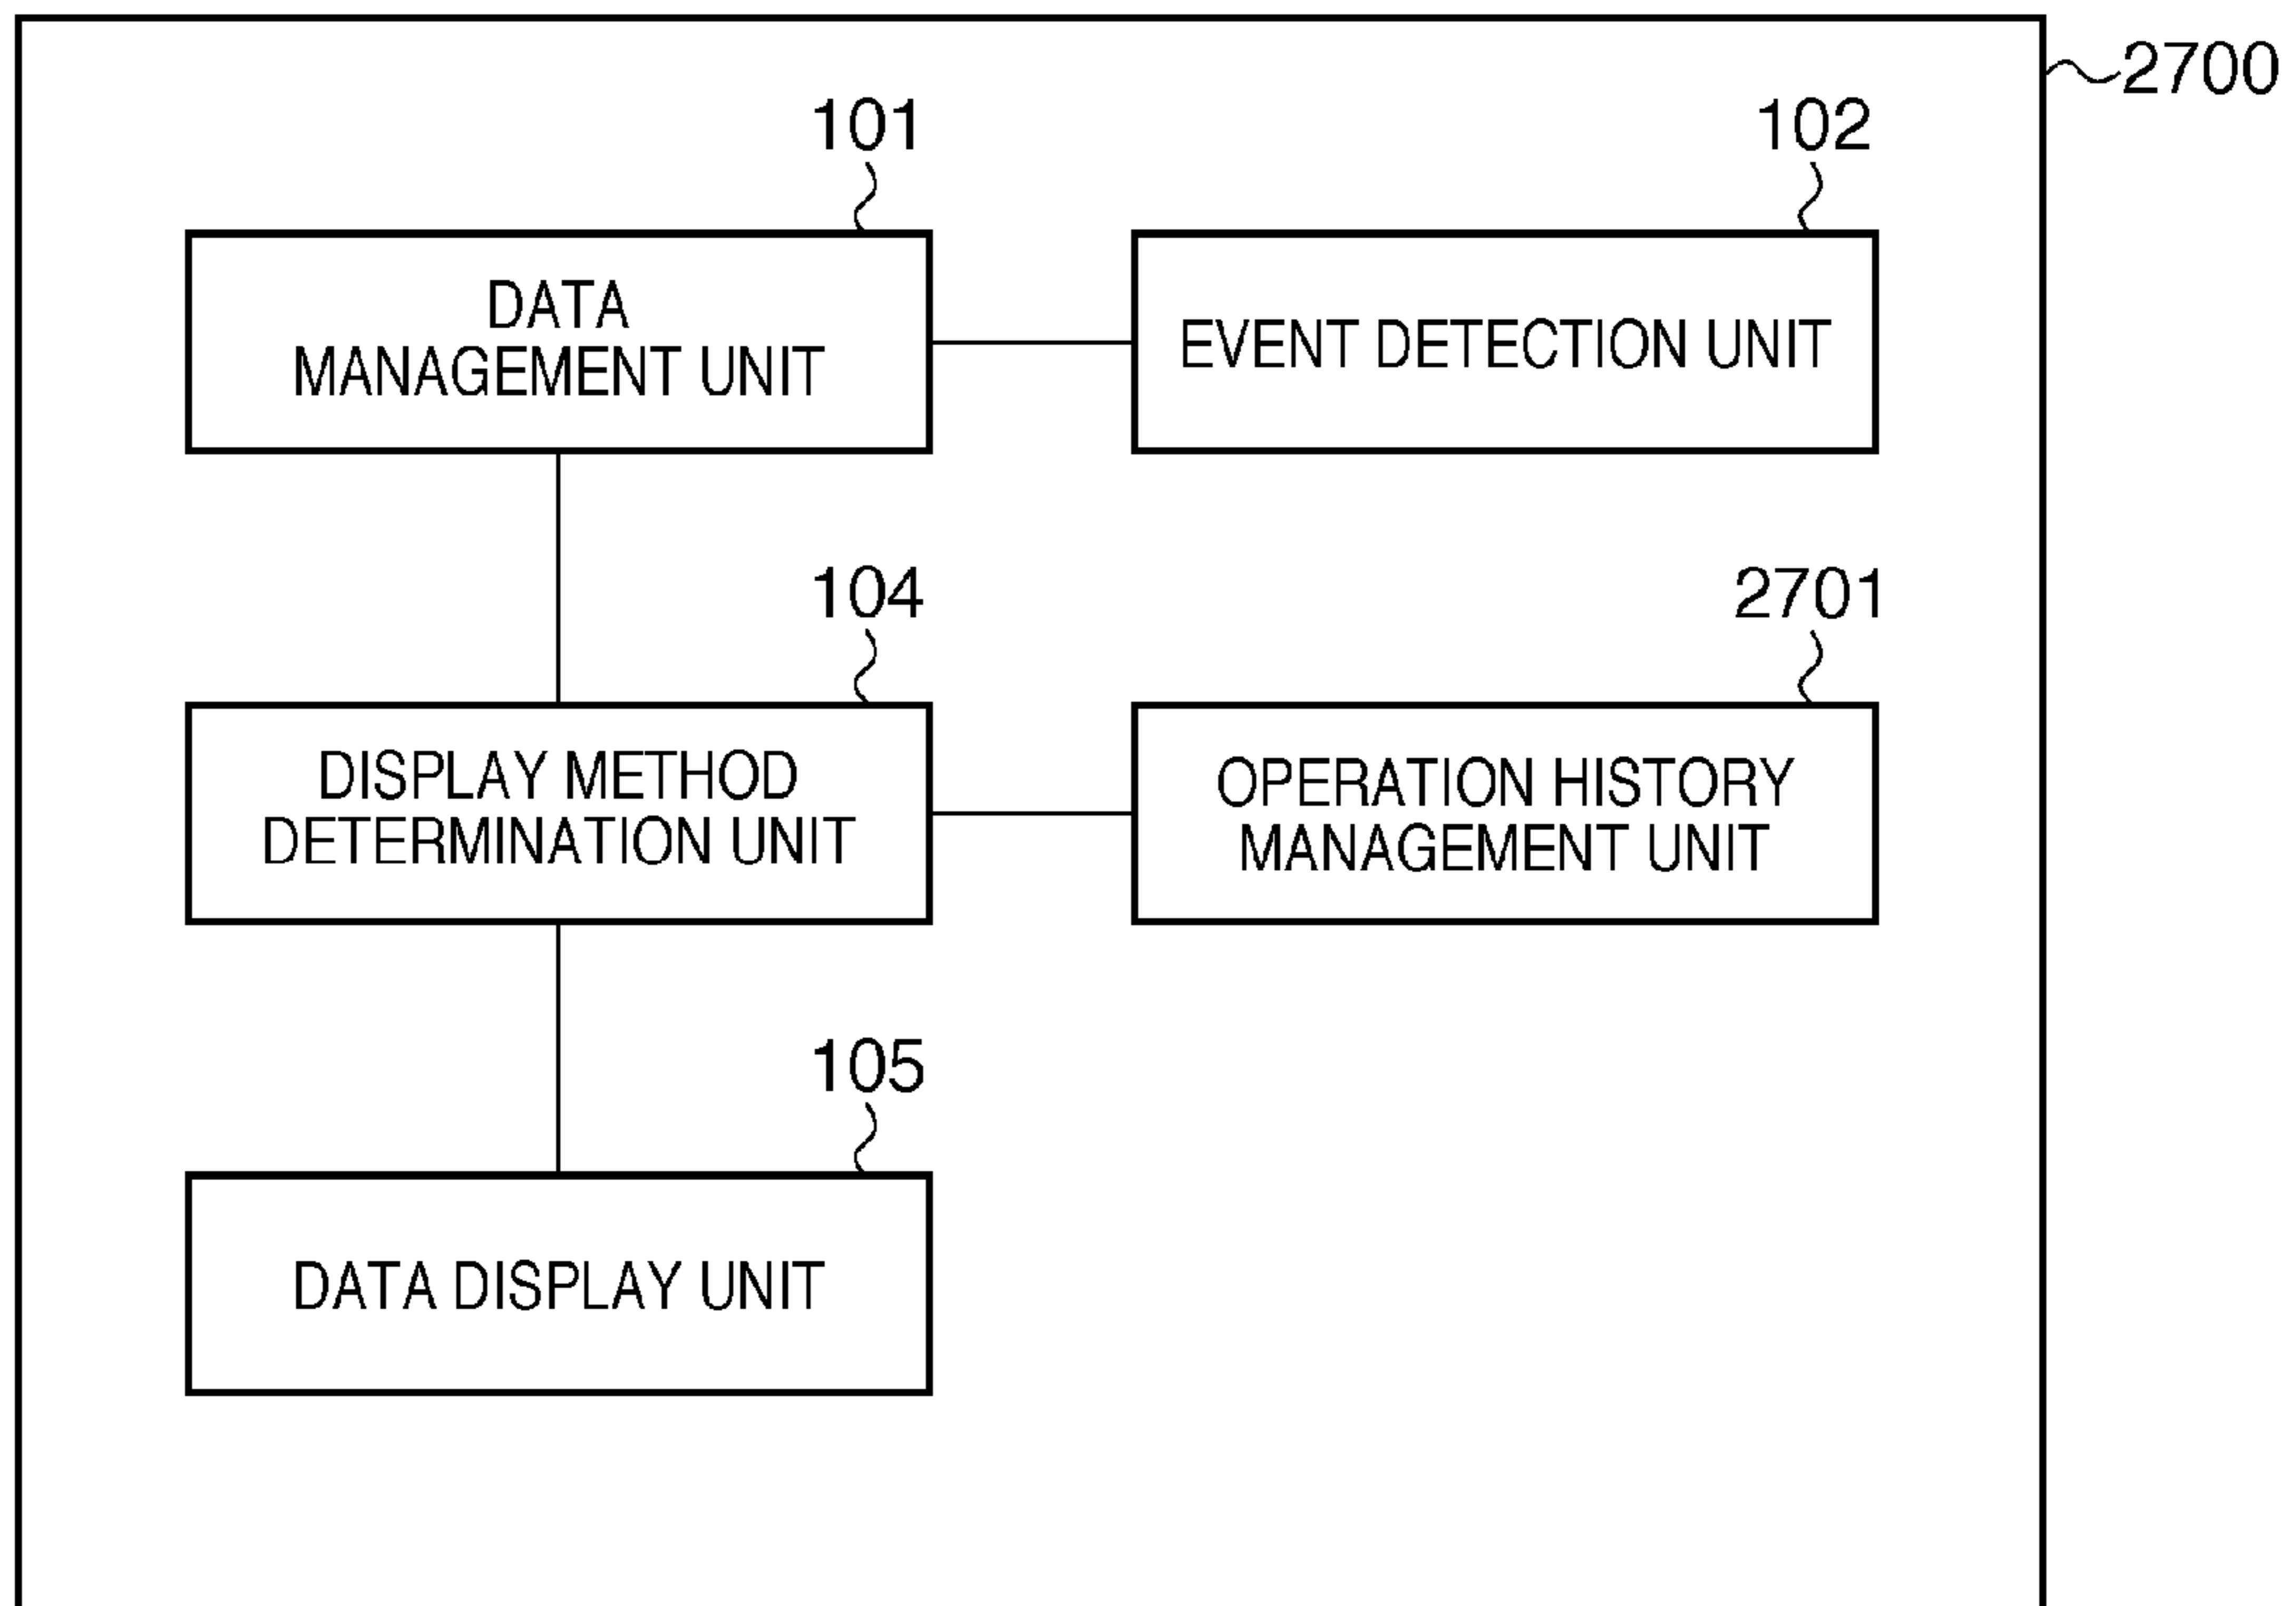 2700
101
102
DATA
MANAGEMENT UNIT
EVENT DETECTION UNIT
104
2701
DISPLAY METHOD
DETERMINATION UNIT
OPERATION HISTORY
MANAGEMENT UNIT
105
DATA DISPLAY UNIT